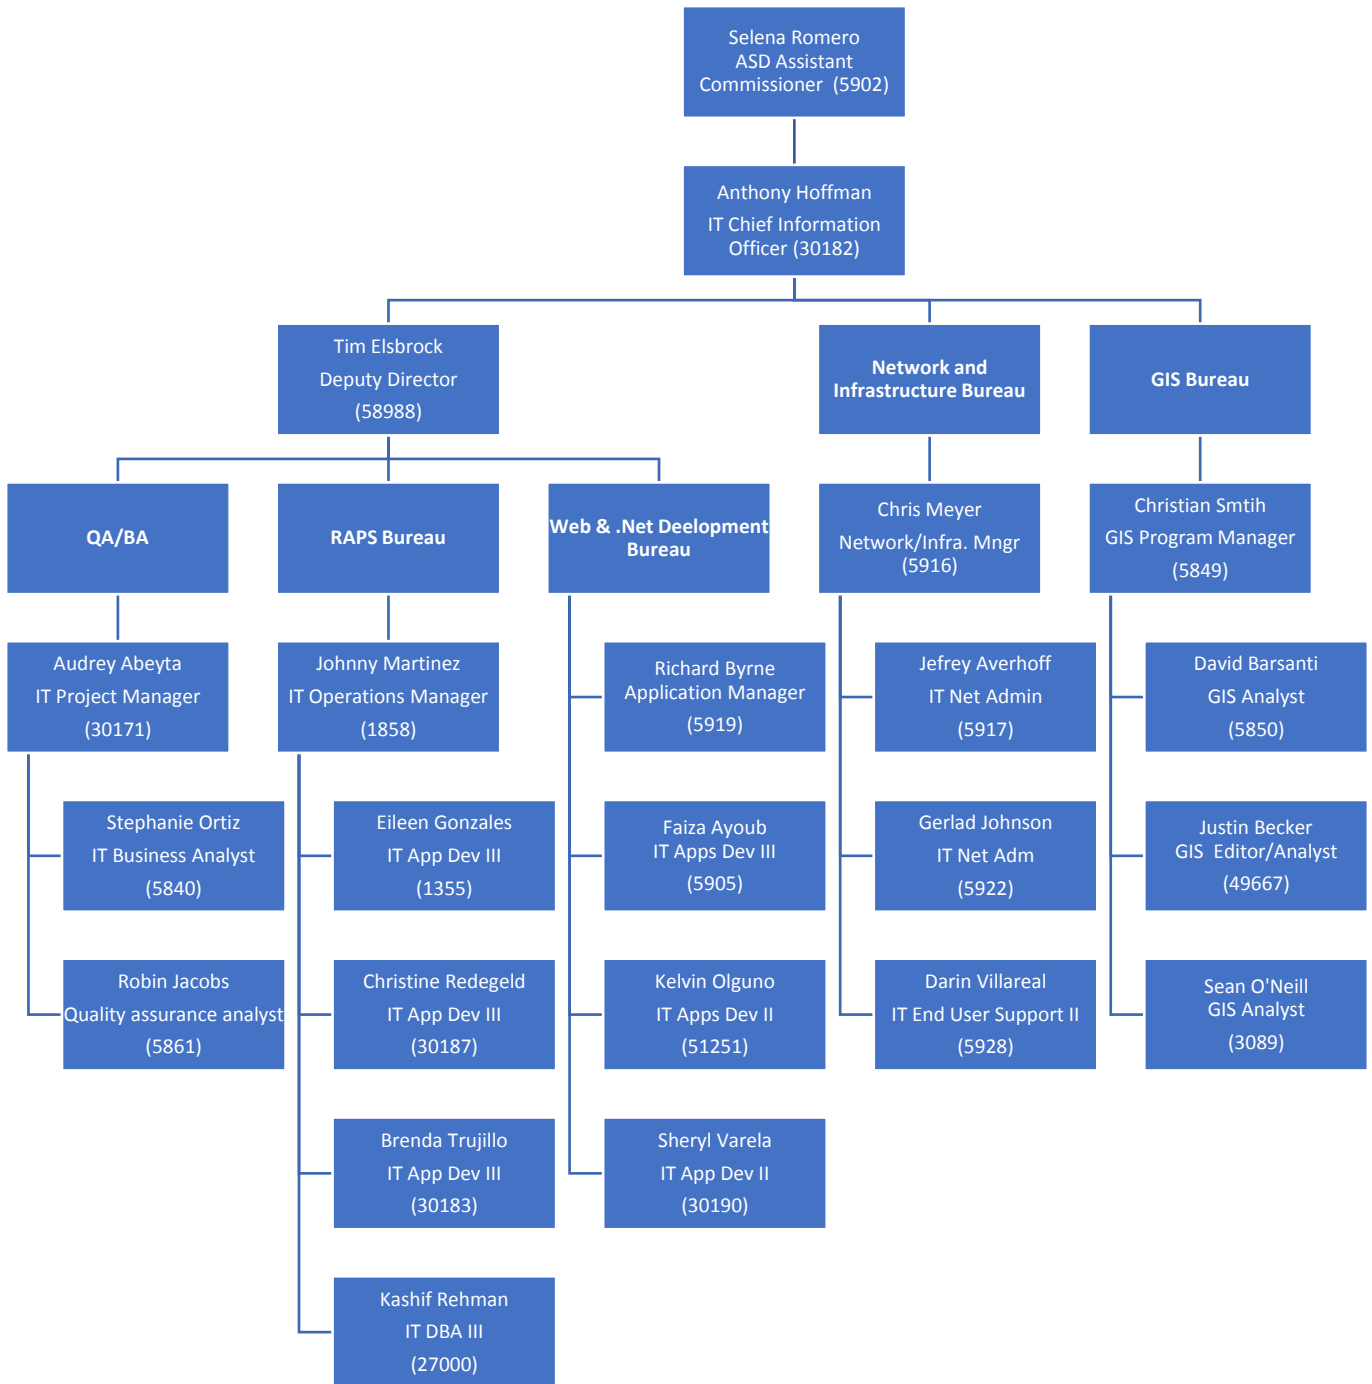 Selena Romero
ASD Assistant
Commissioner (5902)
Anthony Hoffman
IT Chief Information
Officer (30182)
Tim Elsbrock
Deputy Director
(58988)
Network and
Infrastructure Bureau
GIS Bureau
QA/BA
RAPS Bureau
Web & .Net Deelopment
Bureau
Chris Meyer
Network/Infra. Mngr
(5916)
Christian Smtih
GIS Program Manager
(5849)
Audrey Abeyta
IT Project Manager
(30171)
Johnny Martinez
IT Operations Manager
(1858)
Richard Byrne
Application Manager
(5919)
Jefrey Averhoff
IT Net Admin
(5917)
David Barsanti
GIS Analyst
(5850)
Stephanie Ortiz
IT Business Analyst
(5840)
Eileen Gonzales
IT App Dev III
(1355)
Faiza Ayoub
IT Apps Dev III
(5905)
Gerlad Johnson
IT Net Adm
(5922)
Justin Becker
GIS Editor/Analyst
(49667)
Robin Jacobs
Quality assurance analyst
(5861)
Christine Redegeld
IT App Dev III
(30187)
Kelvin Olguno
IT Apps Dev II
(51251)
Darin Villareal
IT End User Support II
(5928)
Sean O'Neill
GIS Analyst
(3089)
Brenda Trujillo
IT App Dev III
(30183)
Sheryl Varela
IT App Dev II
(30190)
Kashif Rehman
IT DBA III
(27000)